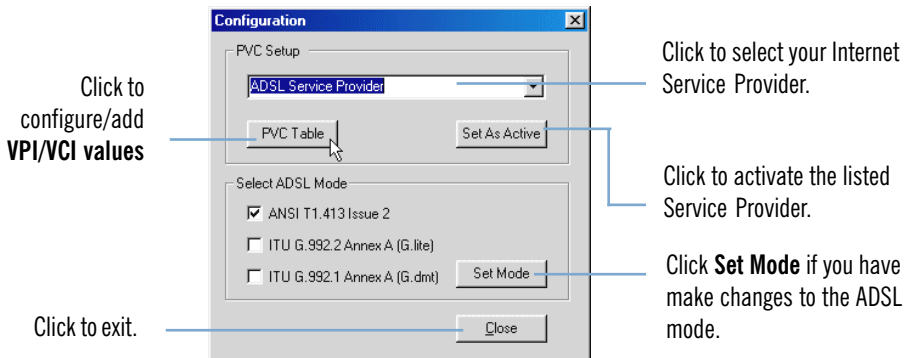 Configuration
PVC Setup
ADSL Service Provider
PVC Table
Set As Active
Select ADSL Mode
ANSI T1.413 Issue 2
ITU G.992.2 Annex A (G.lite)
ITU G.992.1 Annex A (G.dmt)
Set Mode
Close
Click to
configure/add
VPI/VCI values
Click to exit.
Click to select your Internet
Service Provider.
Click to activate the listed
Service Provider.
Click Set Mode if you have
make changes to the ADSL
mode.